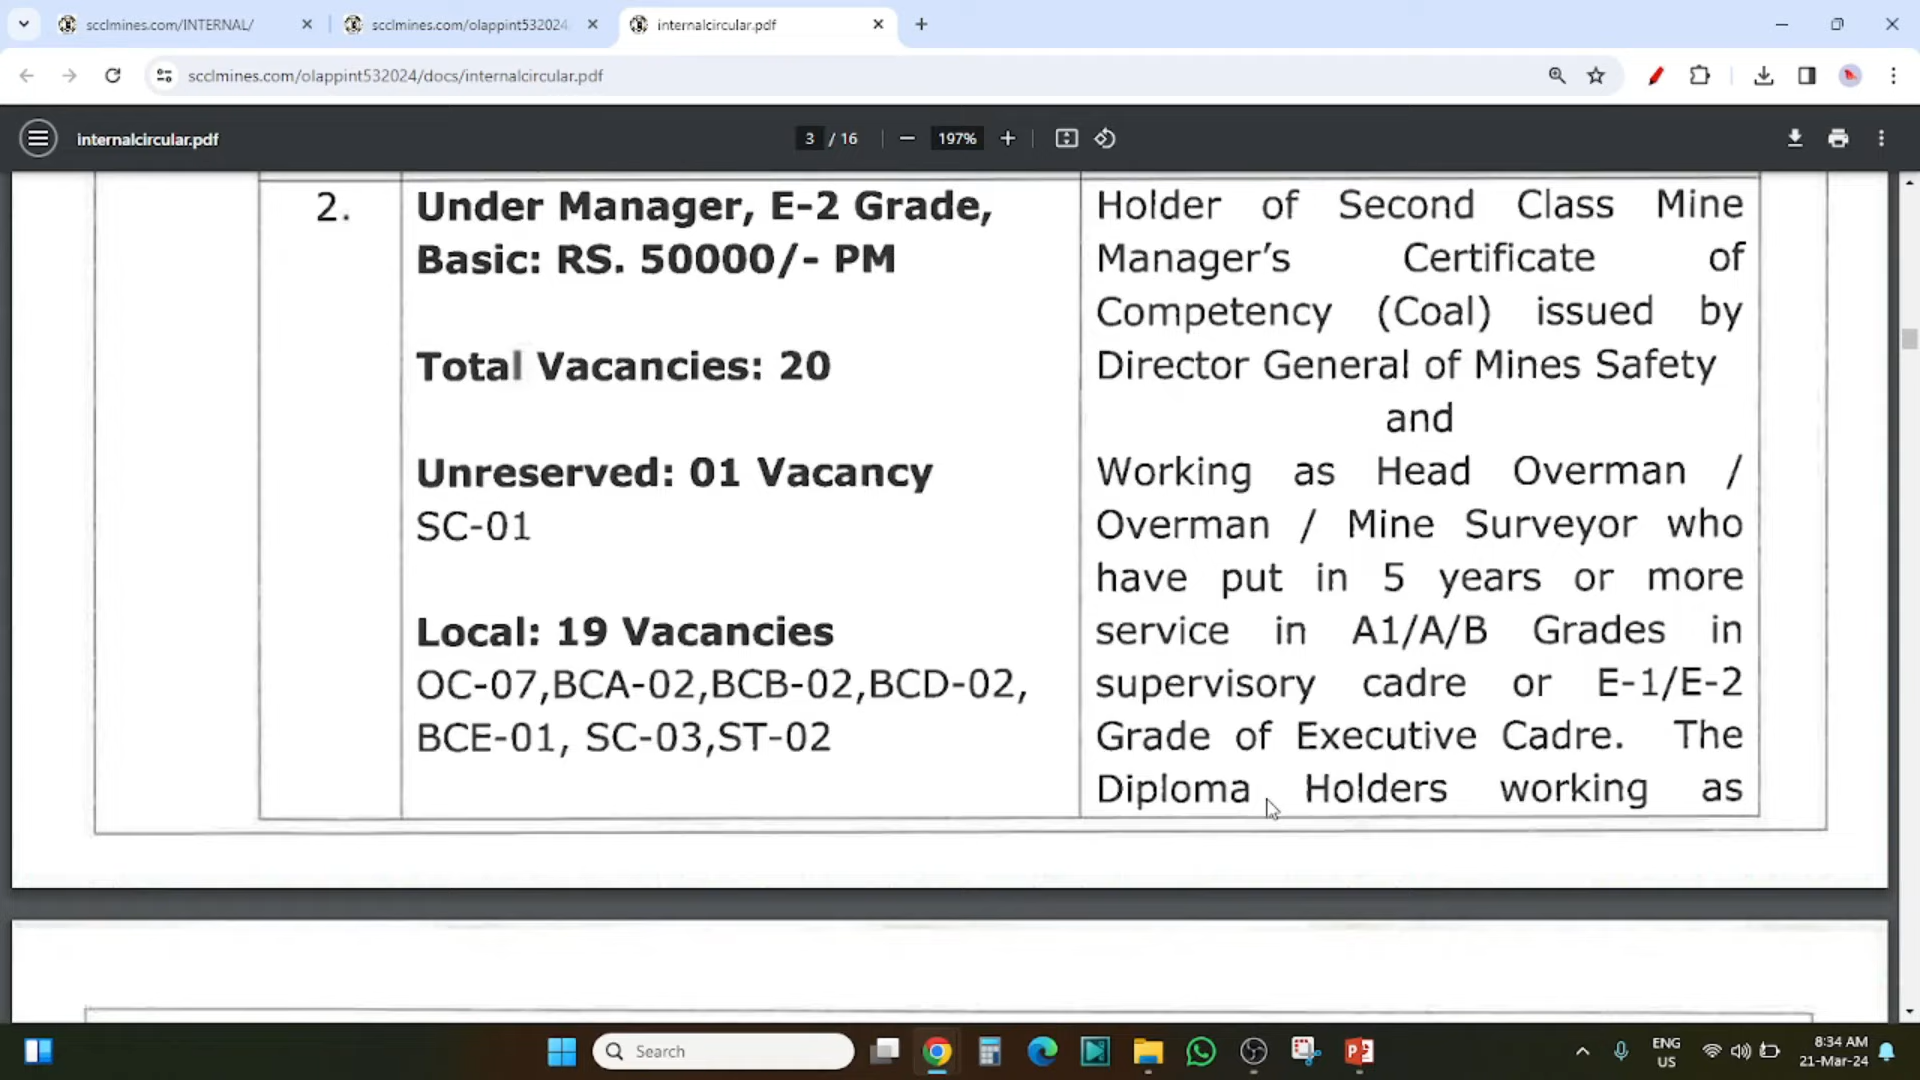 scclmines.com/INTERNAL/
scclmines.com/olappint532024
internalcircular.pdf
scclmines.com/olappint532024/docs/internalcircular.pdf
internalcircular.pdf
3 / 16
197%
2.
Under Manager, E-2 Grade,
Basic: RS. 50000/- PM
Total Vacancies: 20
Unreserved: 01 Vacancy
SC-01
Local: 19 Vacancies
OC-07,BCA-02,BCB-02,BCD-02,
BCE-01, SC-03,ST-02
Holder of Second Class Mine
Manager's Certificate of
Competency (Coal) issued by
Director General of Mines Safety
and
Working as Head Overman /
Overman / Mine Surveyor who
have put in 5 years or more
service in A1/A/B Grades in
supervisory cadre or E-1/E-2
Grade of Executive Cadre. The
Diploma Holders working as
Search
ENG
US
8:34 AM
21-Mar-24